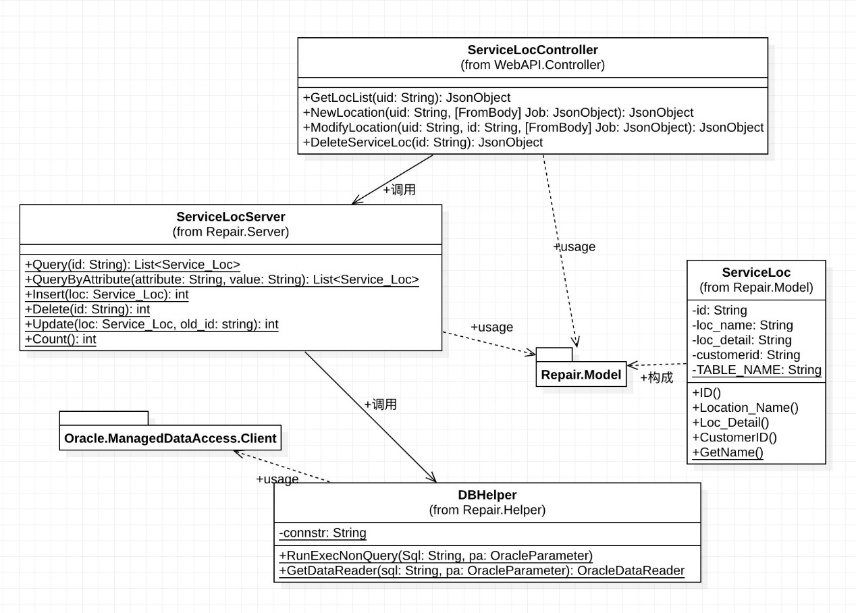 ServiceLocController
(from WebAPI.Controller)
+GetLocList(uid: String): JsonObject
+NewLocation(uid: String, [FromBody] Job: JsonObject): JsonObject
+ModifyLocation(uid: String, id: String, [FromBody] Job: JsonObject): JsonObject
+DeleteServiceLoc(id: String): JsonObject
+调用
ServiceLocServer
(from Repair.Server)
+Query(id: String): List<Service_Loc>
+QueryByAttribute(attribute: String, value: String): List<Service_Loc>
+Insert(loc: Service_Loc): int
+Delete(id: String): int
+Update(loc: Service_Loc, old_id: string): int
+Count(): int
+usage
ServiceLoc
(from Repair.Model)
-id: String
-loc_name: String
-loc_detail: String
-customerid: String
-TABLE_NAME: String
+ID()
+Location_Name()
+Loc_Detail()
+CustomerID()
+GetName()
+usage
Repair.Model
+构成
+调用
Oracle.ManagedDataAccess.Client
+usage
DBHelper
(from Repair.Helper)
-connstr: String
+RunExecNonQuery(Sql: String, pa: OracleParameter)
+GetDataReader(sql: String, pa: OracleParameter): OracleDataReader